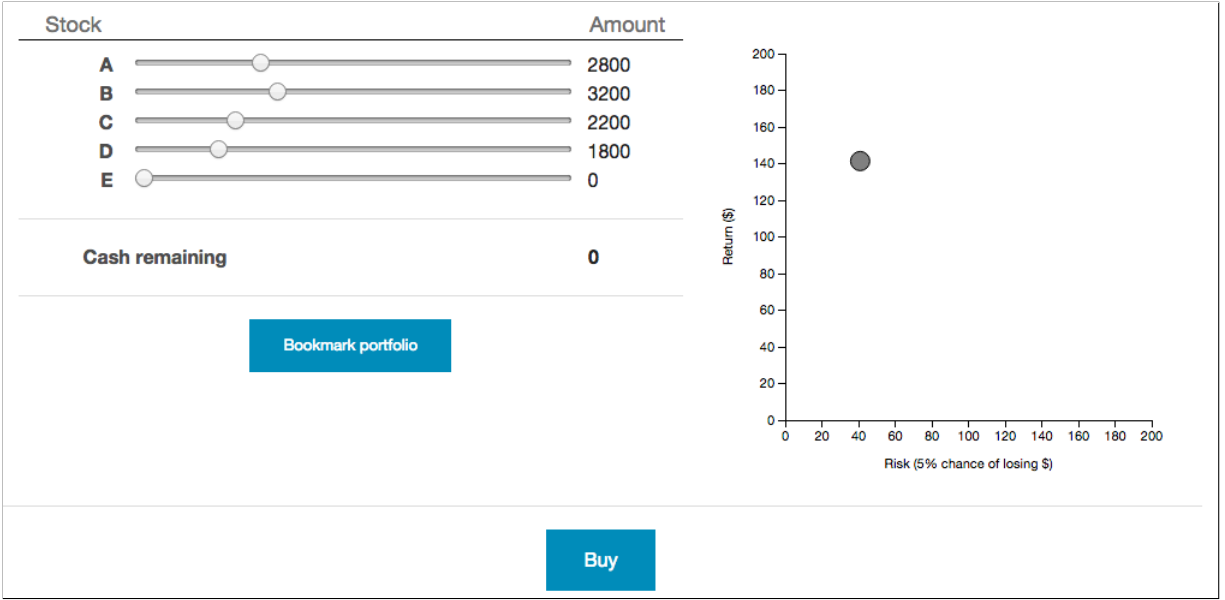 Stock Amount
A 2800
B 3200
C 2200
D 1800
E 0
Cash remaining 0
Bookmark portfolio
200
180
160
140
120
100
80
60
40
20
0
Return ($)
0 20 40 60 80 100 120 140 160 180 200
Risk (5% chance of losing $)
Buy